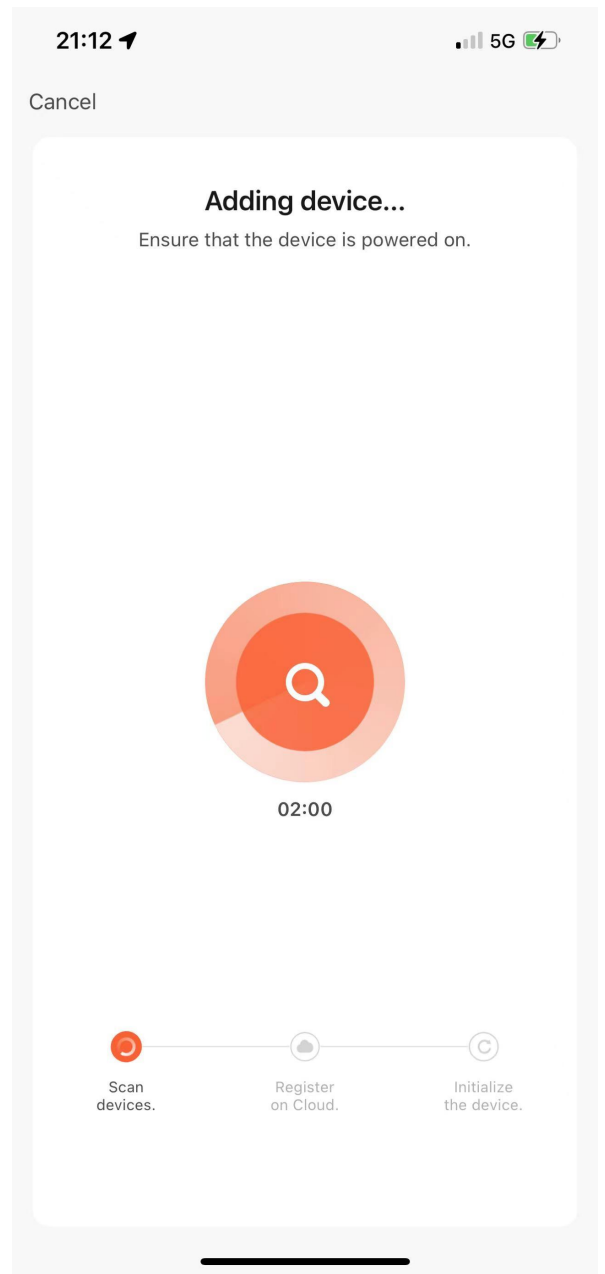 21:12
5G
Cancel
Adding device...
Ensure that the device is powered on.
02:00
Scan
devices.
Register
on Cloud.
Initialize
the device.